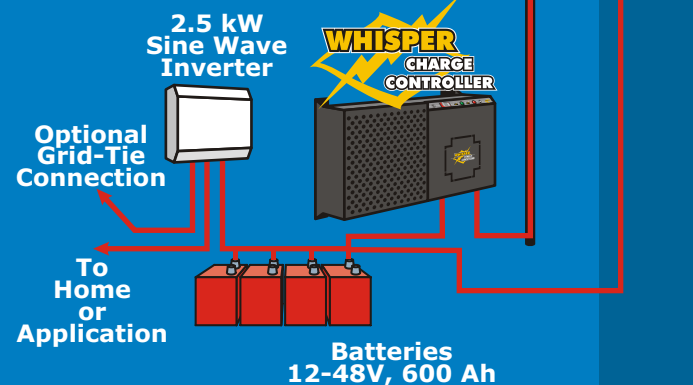 2.5 kW
Sine Wave
Inverter
WHISPER
CHARGE
CONTROLLER
Optional
Grid-Tie
Connection
To
Home
or
Application
Batteries
12-48V, 600 Ah